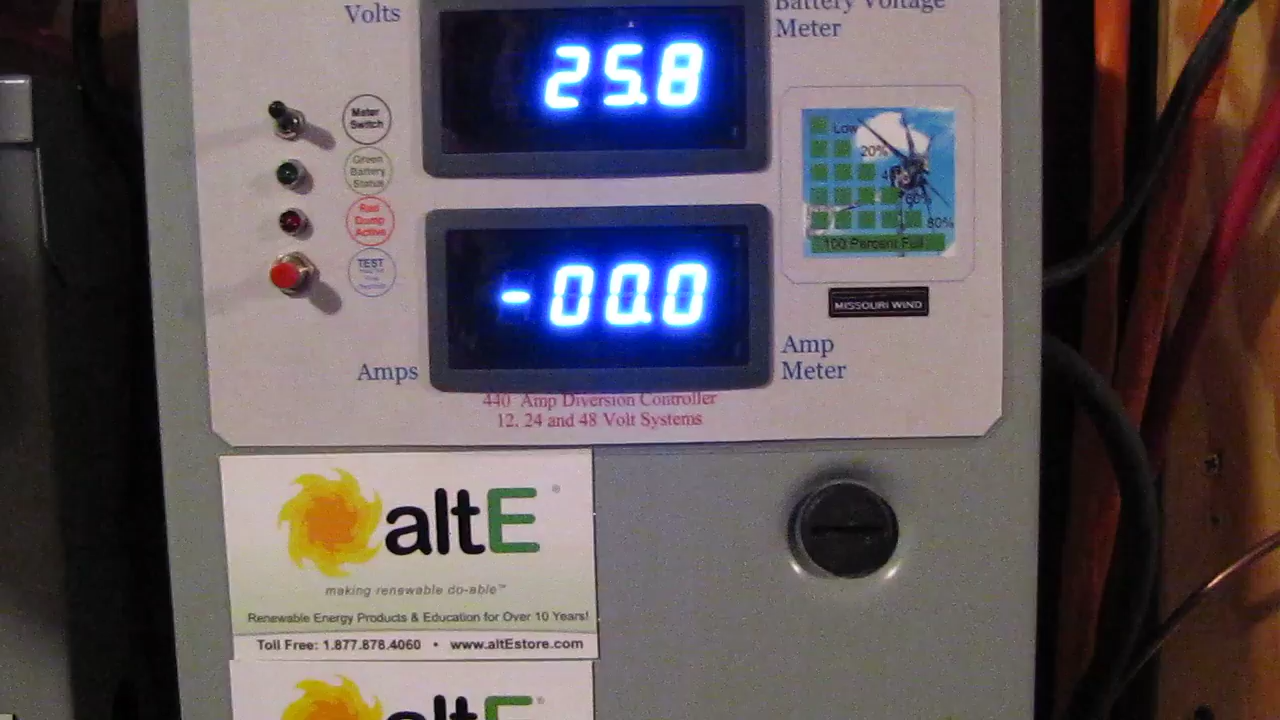 Volts
Battery Voltage
Meter
25.8
Meter
Switch
Green
Battery
Status
Red
Dump
Active
TEST
Low
20%
60%
80%
100 Percent Full
MISSOURI WIND
-00.0
Amps
Amp
Meter
440 Amp Diversion Controller
12, 24 and 48 Volt Systems
altE®
making renewable do-able™
Renewable Energy Products & Education for Over 10 Years!
Toll Free: 1.877.878.4060 • www.altEstore.com
altE®